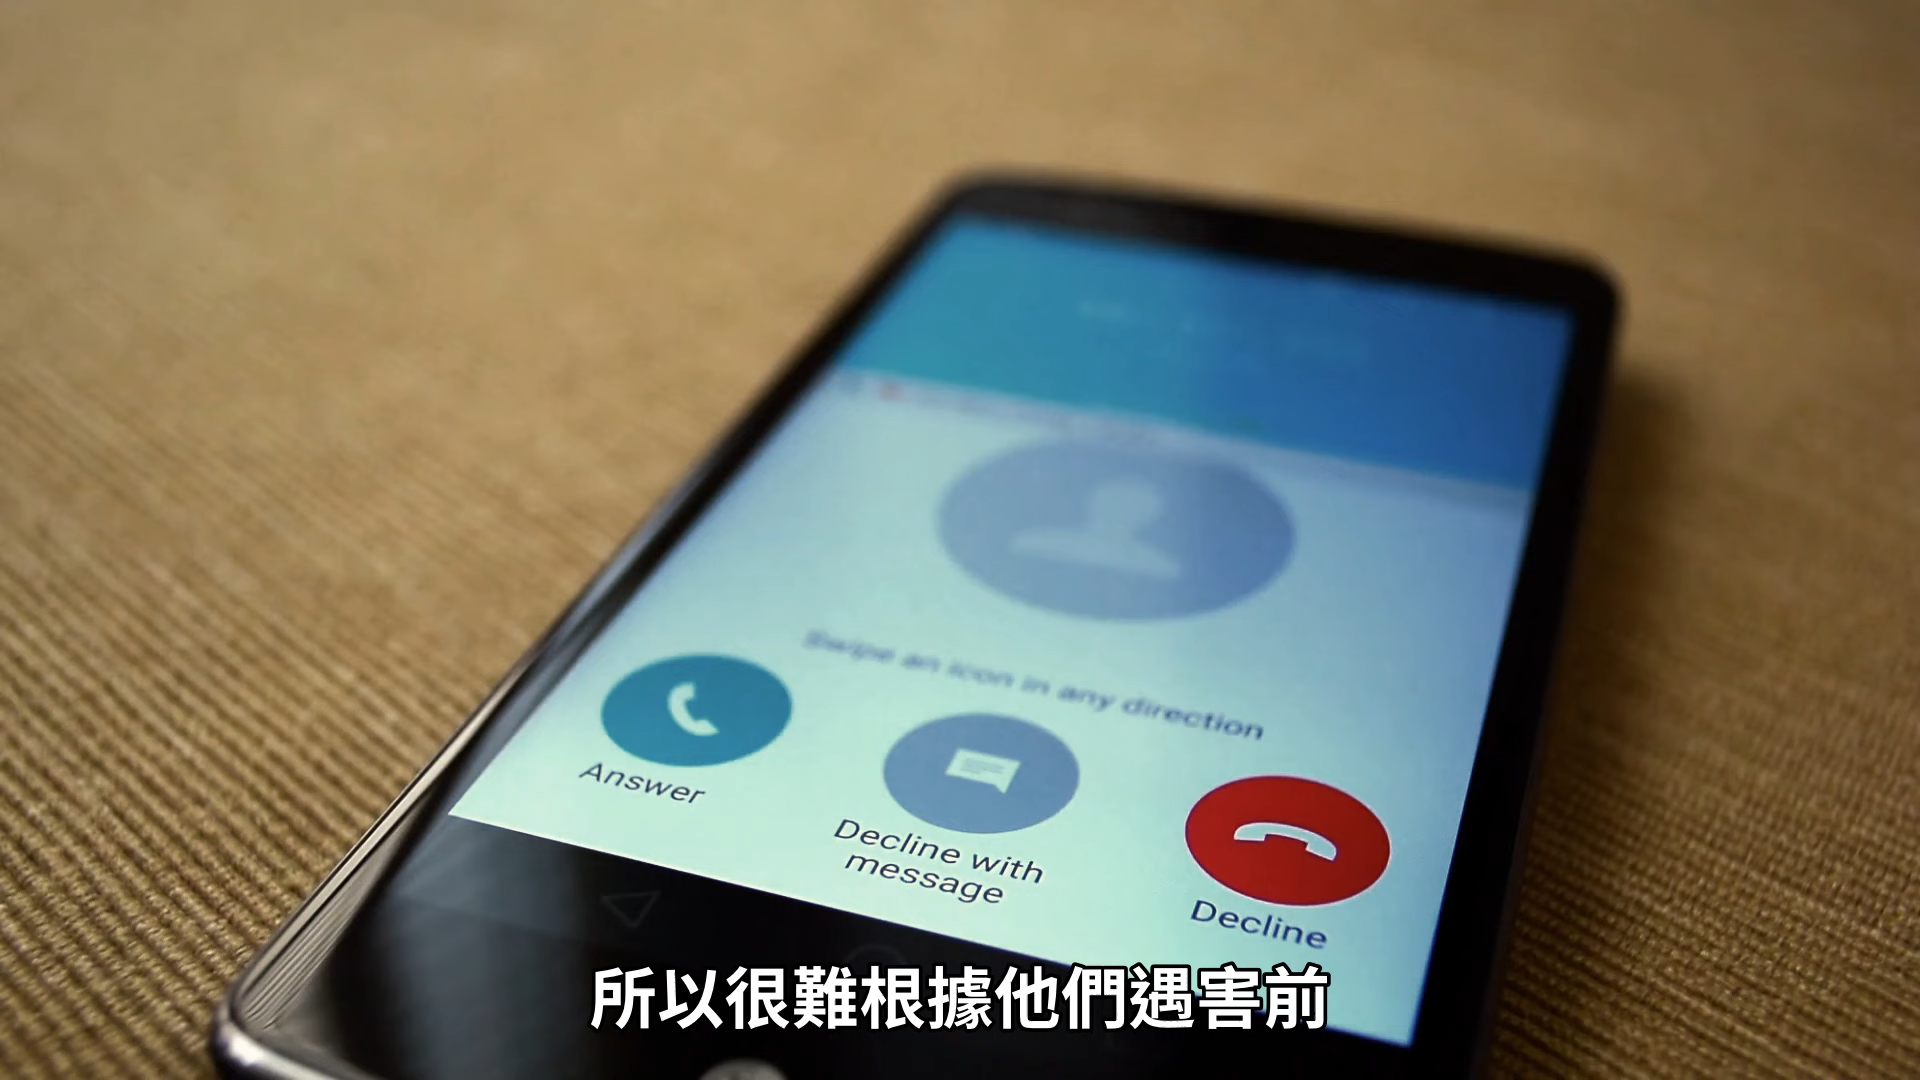 Swipe an icon in any direction
Answer
Decline with
message
Decline
所以很難根據他們遇害前